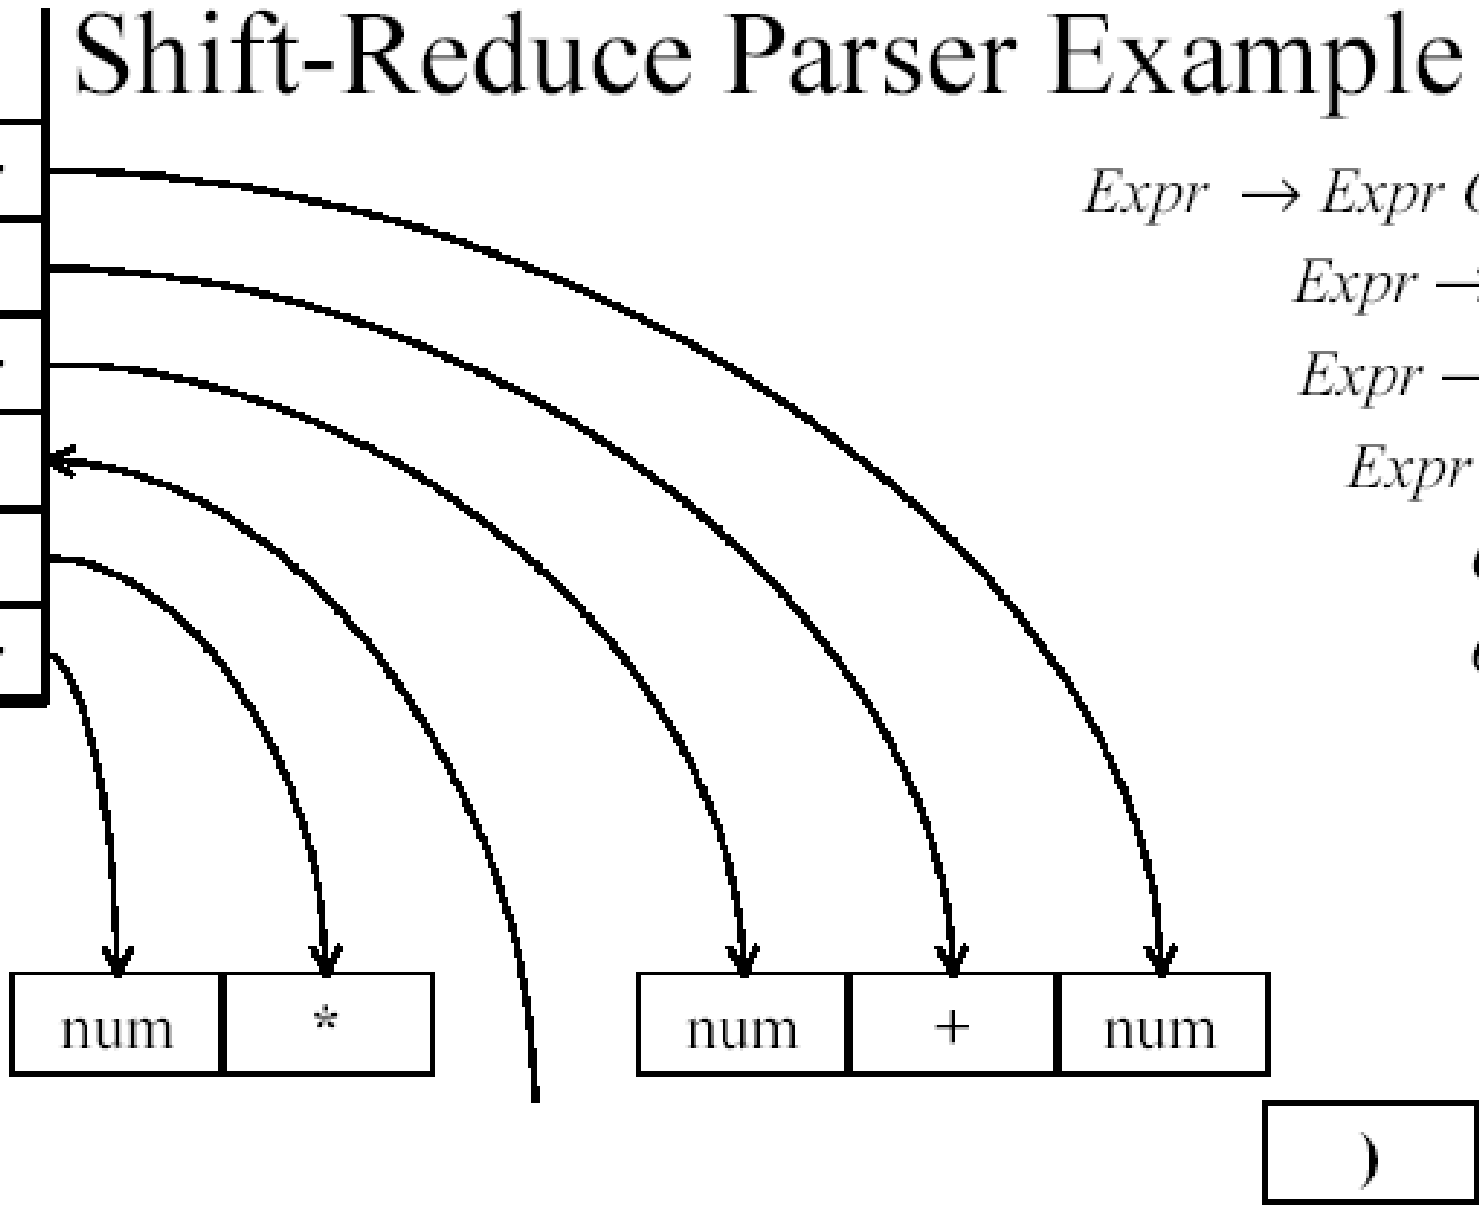 Shift-Reduce Parser Example
Expr → Expr
Expr →
Expr
Expr
num * num + num
)